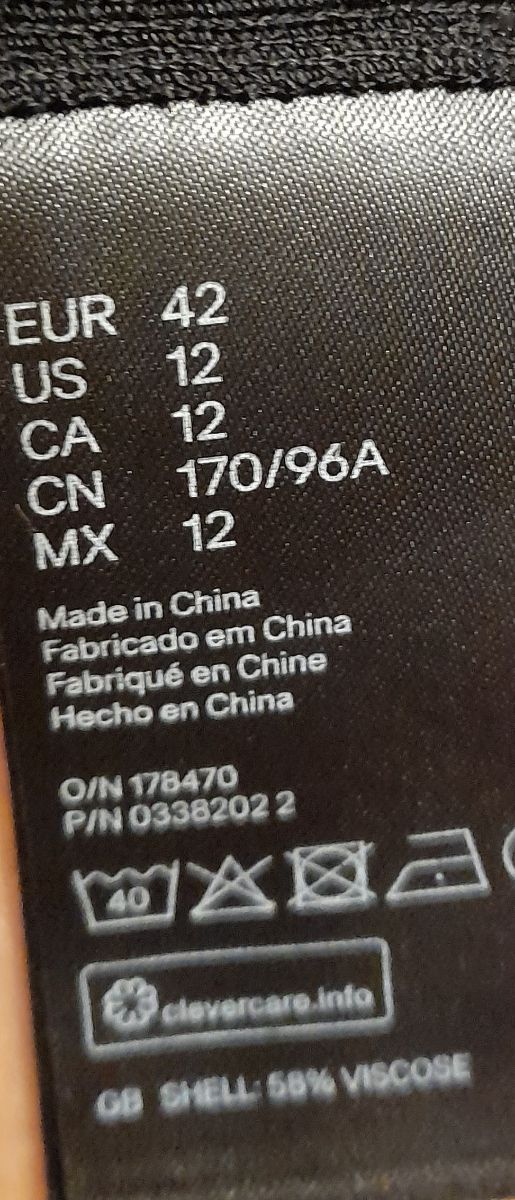 EUR 42
US 12
CA 12
CN 170/96A
MX 12
Made in China
Fabricado em China
Fabriqué en Chine
Hecho en China
O/N 178470
P/N 0338202 2
40
clevercare.info
GB SHELL: 58% VISCOSE